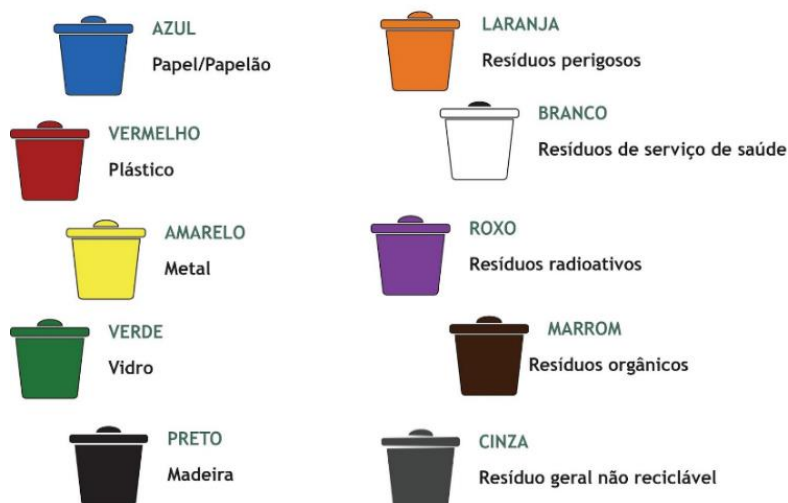 AZUL
Papel/Papelão
VERMELHO
Plástico
AMARELO
Metal
VERDE
Vidro
PRETO
Madeira
LARANJA
Resíduos perigosos
BRANCO
Resíduos de serviço de saúde
ROXO
Resíduos radioativos
MARROM
Resíduos orgânicos
CINZA
Resíduo geral não reciclável